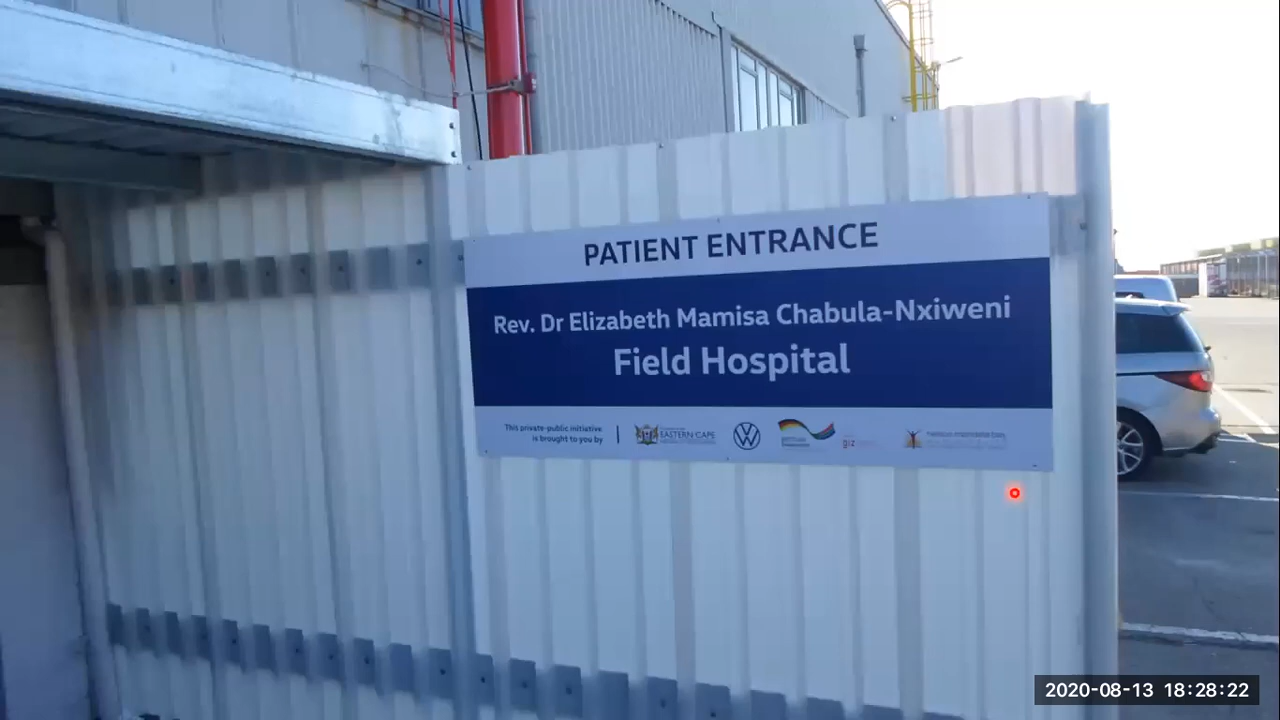 PATIENT ENTRANCE
Rev. Dr Elizabeth Mamisa Chabula-Nxiweni
Field Hospital
This private-public initiative
is brought to you by
EASTERN CAPE
giz
2020-08-13 18:28:22